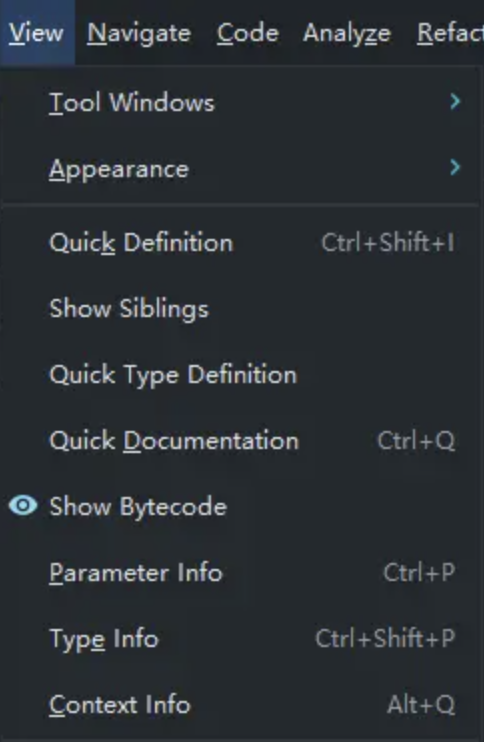 View Navigate Code Analyze Refact
Tool Windows
Appearance
Quick Definition Ctrl+Shift+I
Show Siblings
Quick Type Definition
Quick Documentation Ctrl+Q
Show Bytecode
Parameter Info Ctrl+P
Type Info Ctrl+Shift+P
Context Info Alt+Q